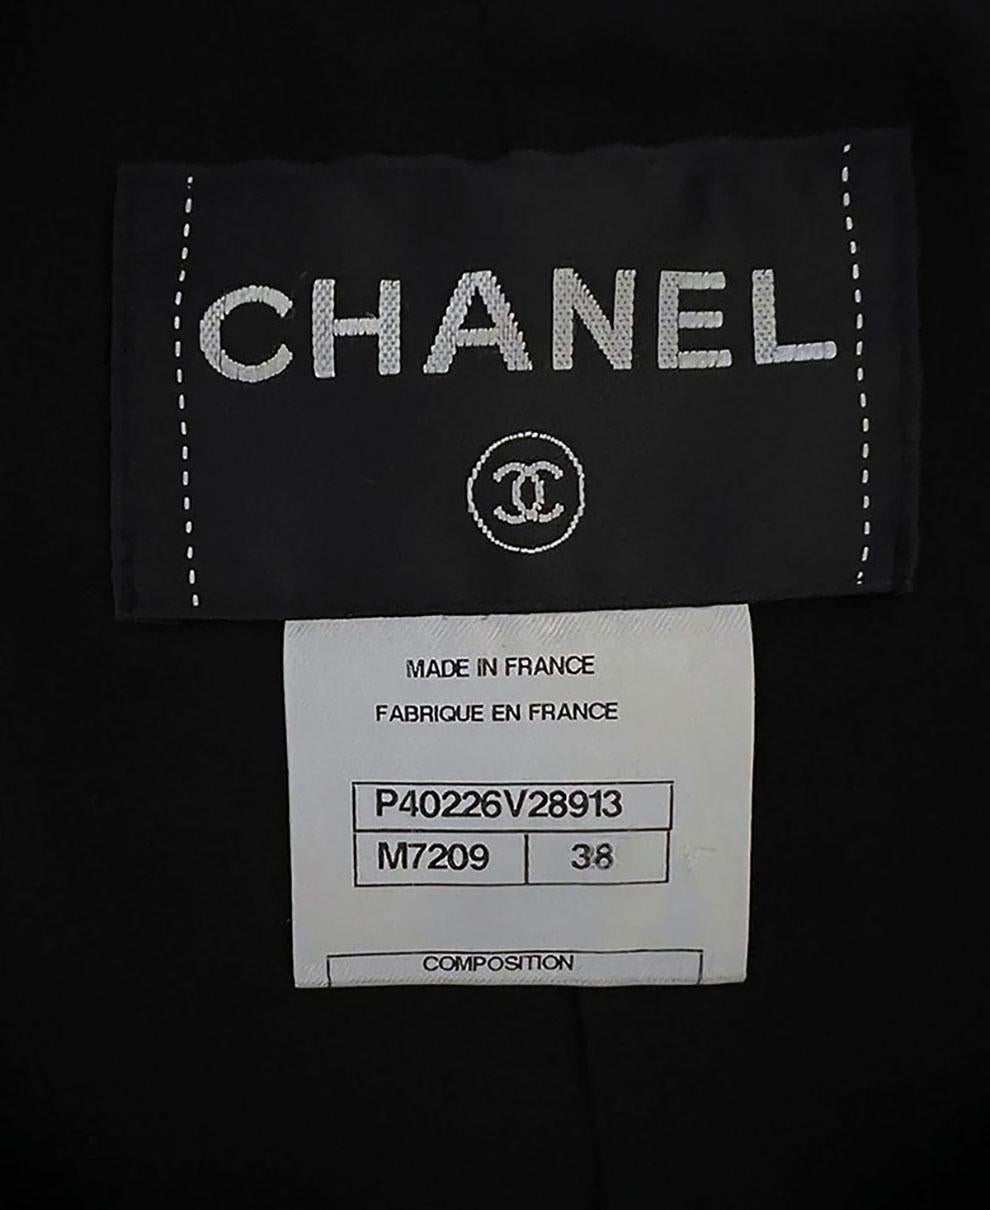 CHANEL
MADE IN FRANCE
FABRIQUE EN FRANCE
P40226V28913
M7209 38
COMPOSITION